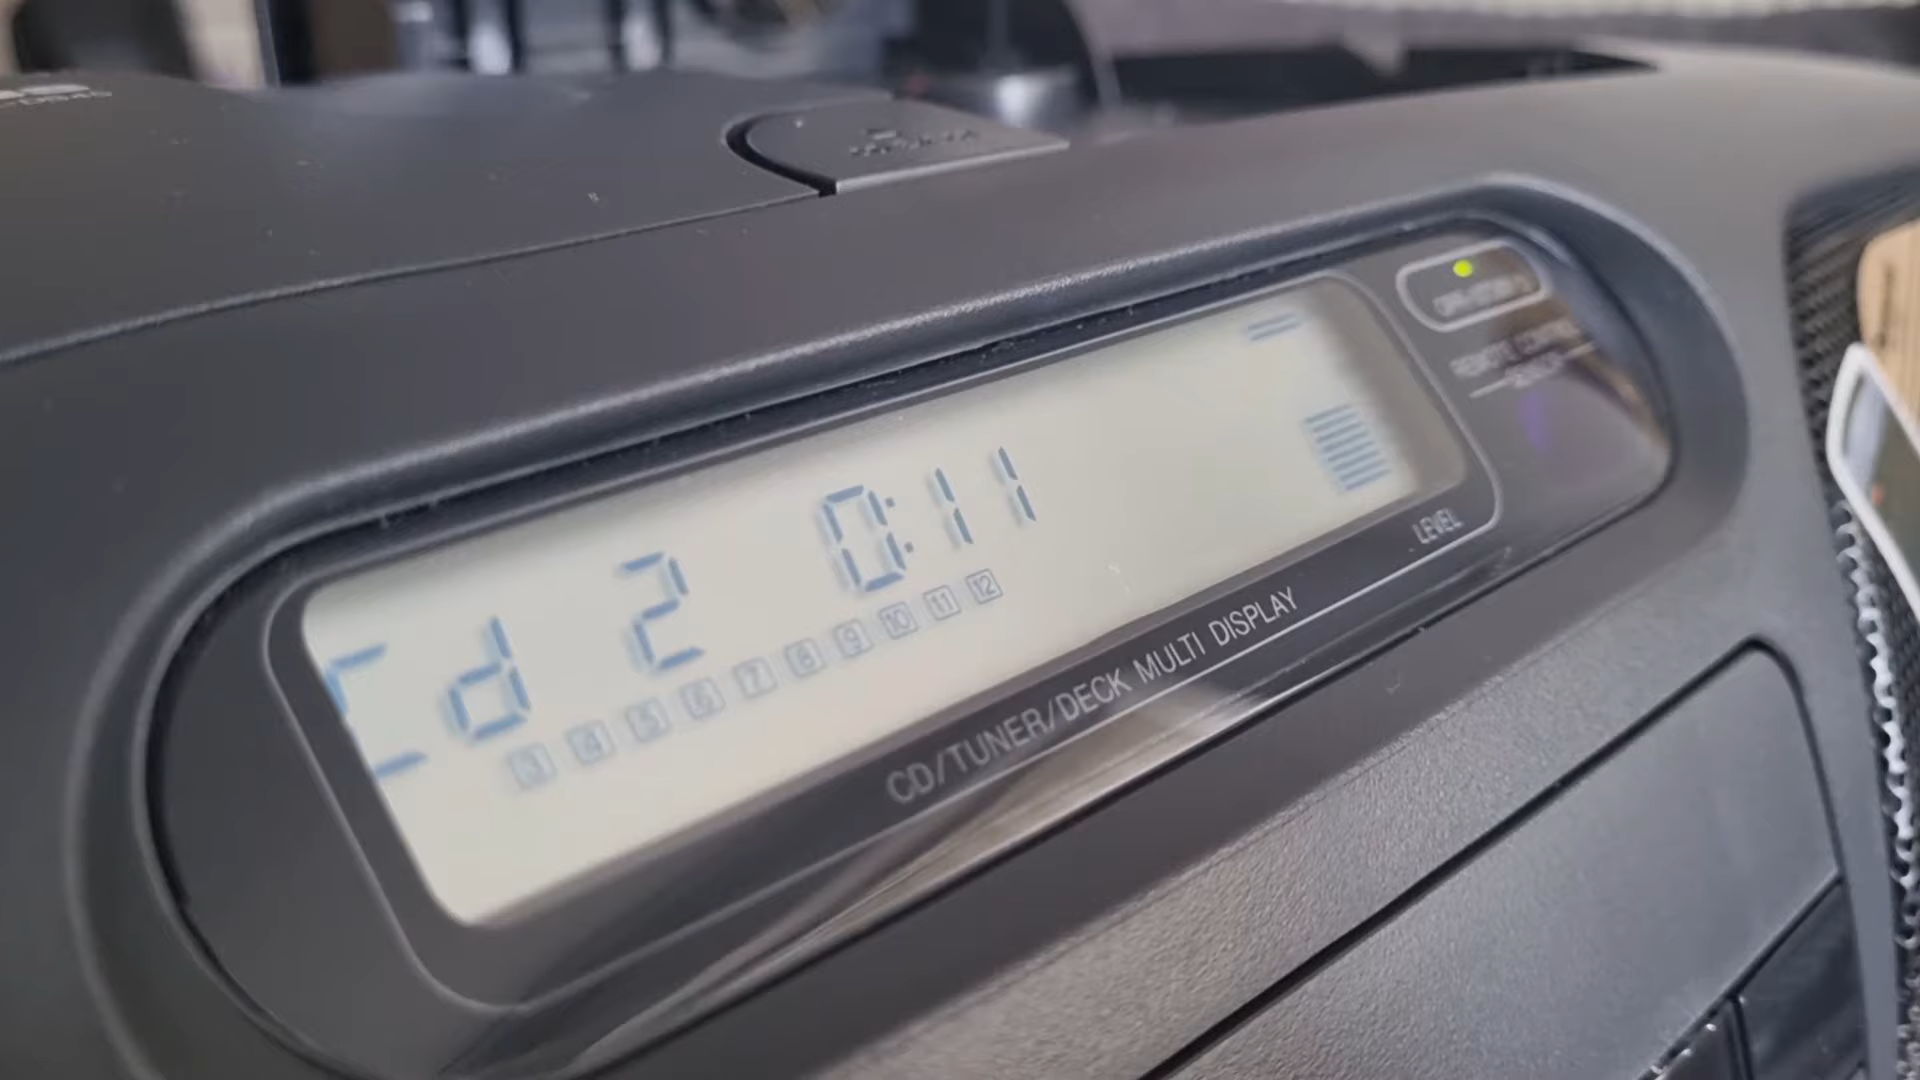 Cd 2 0:11
3 4 5 6 7 8 9 10 11 12
LEVEL
CD/TUNER/DECK MULTI DISPLAY